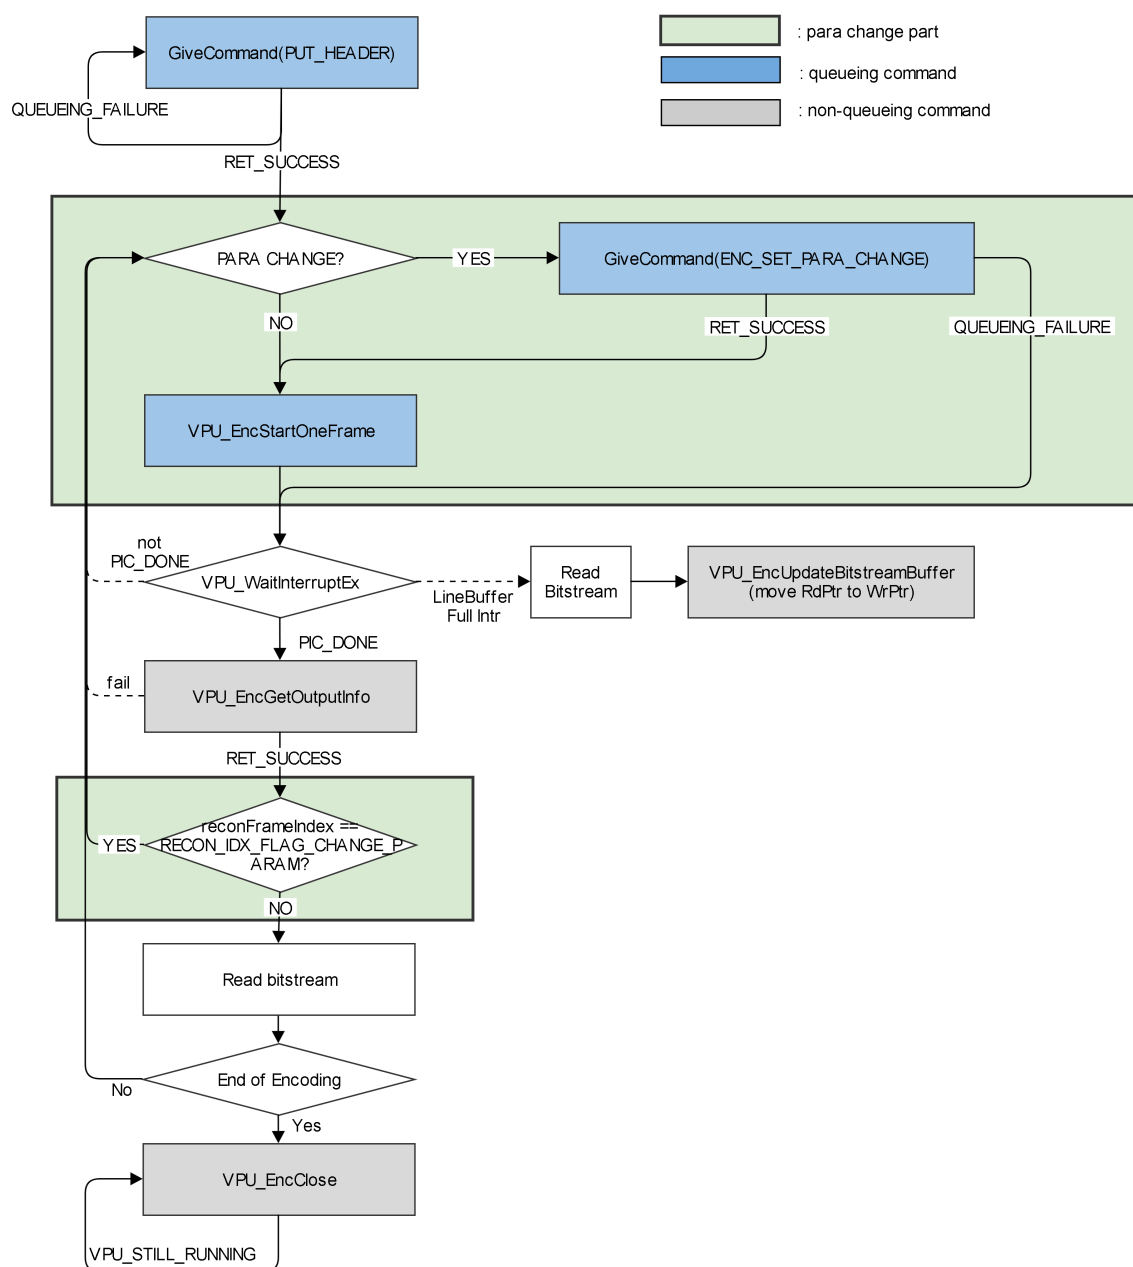 GiveCommand(PUT_HEADER)
: para change part
: queueing command
: non-queueing command
QUEUEING_FAILURE
RET_SUCCESS
PARA CHANGE?
YES
GiveCommand(ENC_SET_PARA_CHANGE)
NO
RET_SUCCESS
QUEUEING_FAILURE
VPU_EncStartOneFrame
not
PIC_DONE
VPU_WaitInterruptEx
LineBuffer
Full Intr
Read
Bitstream
VPU_EncUpdateBitstreamBuffer
(move RdPtr to WrPtr)
PIC_DONE
fail
VPU_EncGetOutputInfo
RET_SUCCESS
reconFrameIndex ==
RECON_IDX_FLAG_CHANGE_P
ARAM?
YES
NO
Read bitstream
End of Encoding
No
Yes
VPU_EncClose
VPU_STILL_RUNNING